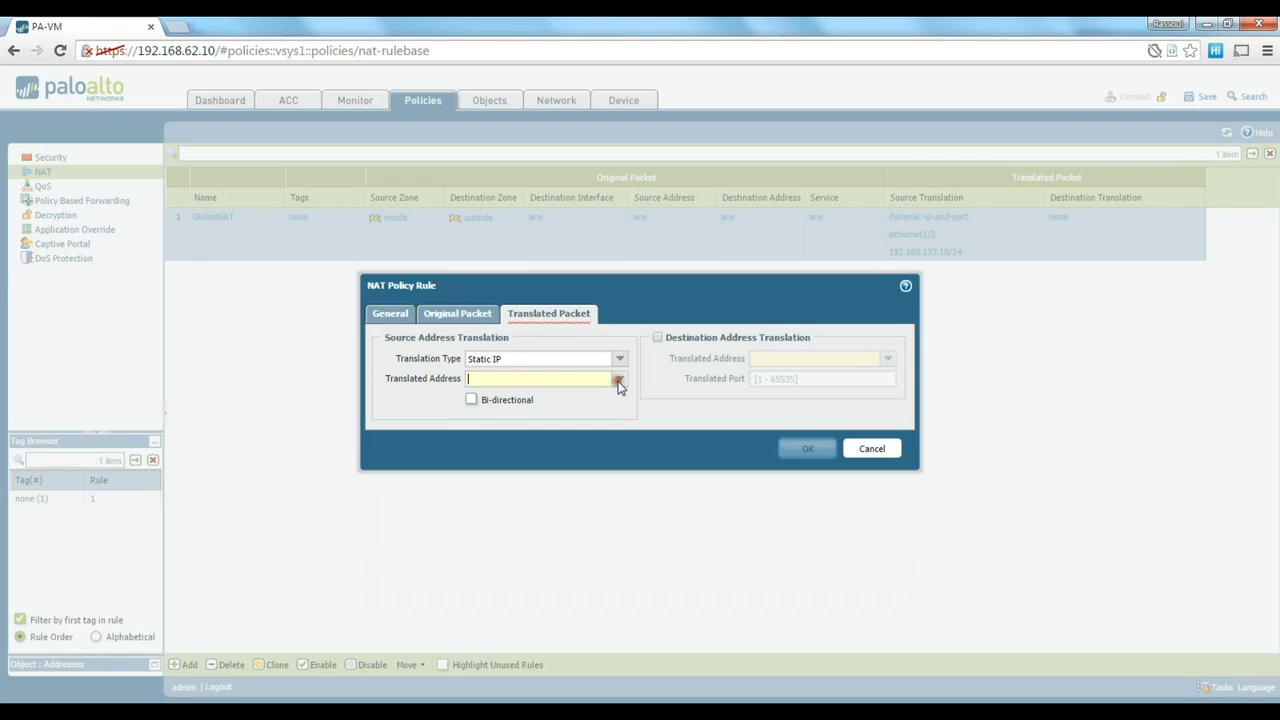 PA-VM
Rassoul
https://192.168.62.10/#policies::vsys1::policies/nat-rulebase
Hi
paloalto
NETWORKS
Dashboard
ACC
Monitor
Policies
Objects
Network
Device
Commit
Save
Search
Help
Security
NAT
QoS
Policy Based Forwarding
Decryption
Application Override
Captive Portal
DoS Protection
1 item
Original Packet
Translated Packet
Name
Tags
Source Zone
Destination Zone
Destination Interface
Source Address
Destination Address
Service
Source Translation
Destination Translation
1
GlobalNAT
none
inside
outside
any
any
any
any
dynamic-ip-and-port
ethernet1/2
192.168.137.10/24
none
NAT Policy Rule
General
Original Packet
Translated Packet
Source Address Translation
Translation Type
Static IP
Translated Address
Bi-directional
Destination Address Translation
Translated Address
Translated Port
[1 - 65535]
OK
Cancel
Tag Browser
1 item
Tag(#)
Rule
none (1)
1
Filter by first tag in rule
Rule Order
Alphabetical
Object : Addresses
Add
Delete
Clone
Enable
Disable
Move
Highlight Unused Rules
admin | Logout
Tasks
Language